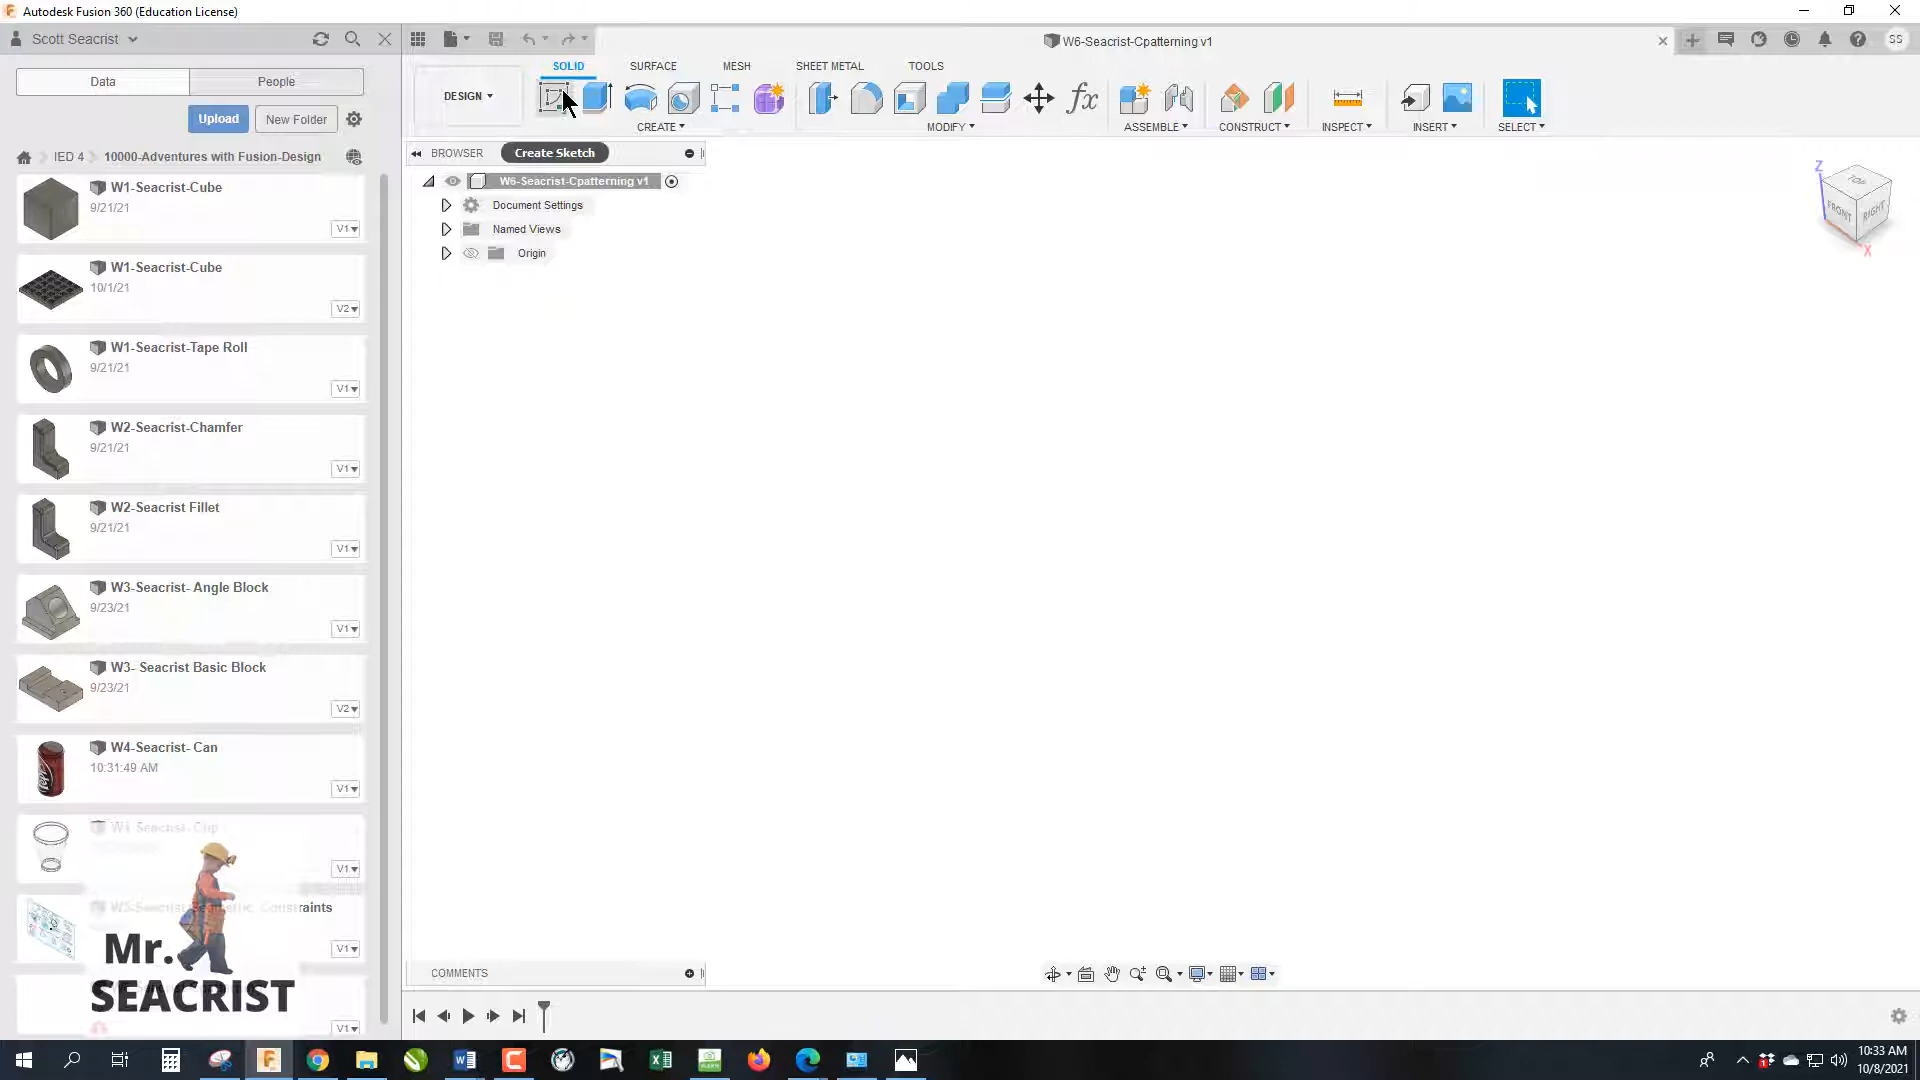 Autodesk Fusion 360 (Education License)
Scott Seacrist
W6-Seacrist-Cpatterning v1
SS
Data
People
Upload
New Folder
IED 4
10000-Adventures with Fusion-Design
W1-Seacrist-Cube
9/21/21
V1
W1-Seacrist-Cube
10/1/21
V2
W1-Seacrist-Tape Roll
9/21/21
V1
W2-Seacrist-Chamfer
9/21/21
V1
W2-Seacrist Fillet
9/21/21
V1
W3-Seacrist- Angle Block
9/23/21
V1
W3- Seacrist Basic Block
9/23/21
V2
W4-Seacrist- Can
10:31:49 AM
V1
V1
V1
V1
Mr.
SEACRIST
DESIGN
SOLID
SURFACE
MESH
SHEET METAL
TOOLS
fx
CREATE
MODIFY
ASSEMBLE
CONSTRUCT
INSPECT
INSERT
SELECT
BROWSER
Create Sketch
W6-Seacrist-Cpatterning v1
Document Settings
Named Views
Origin
Z
TOP
FRONT
RIGHT
X
COMMENTS
10:33 AM
10/8/2021